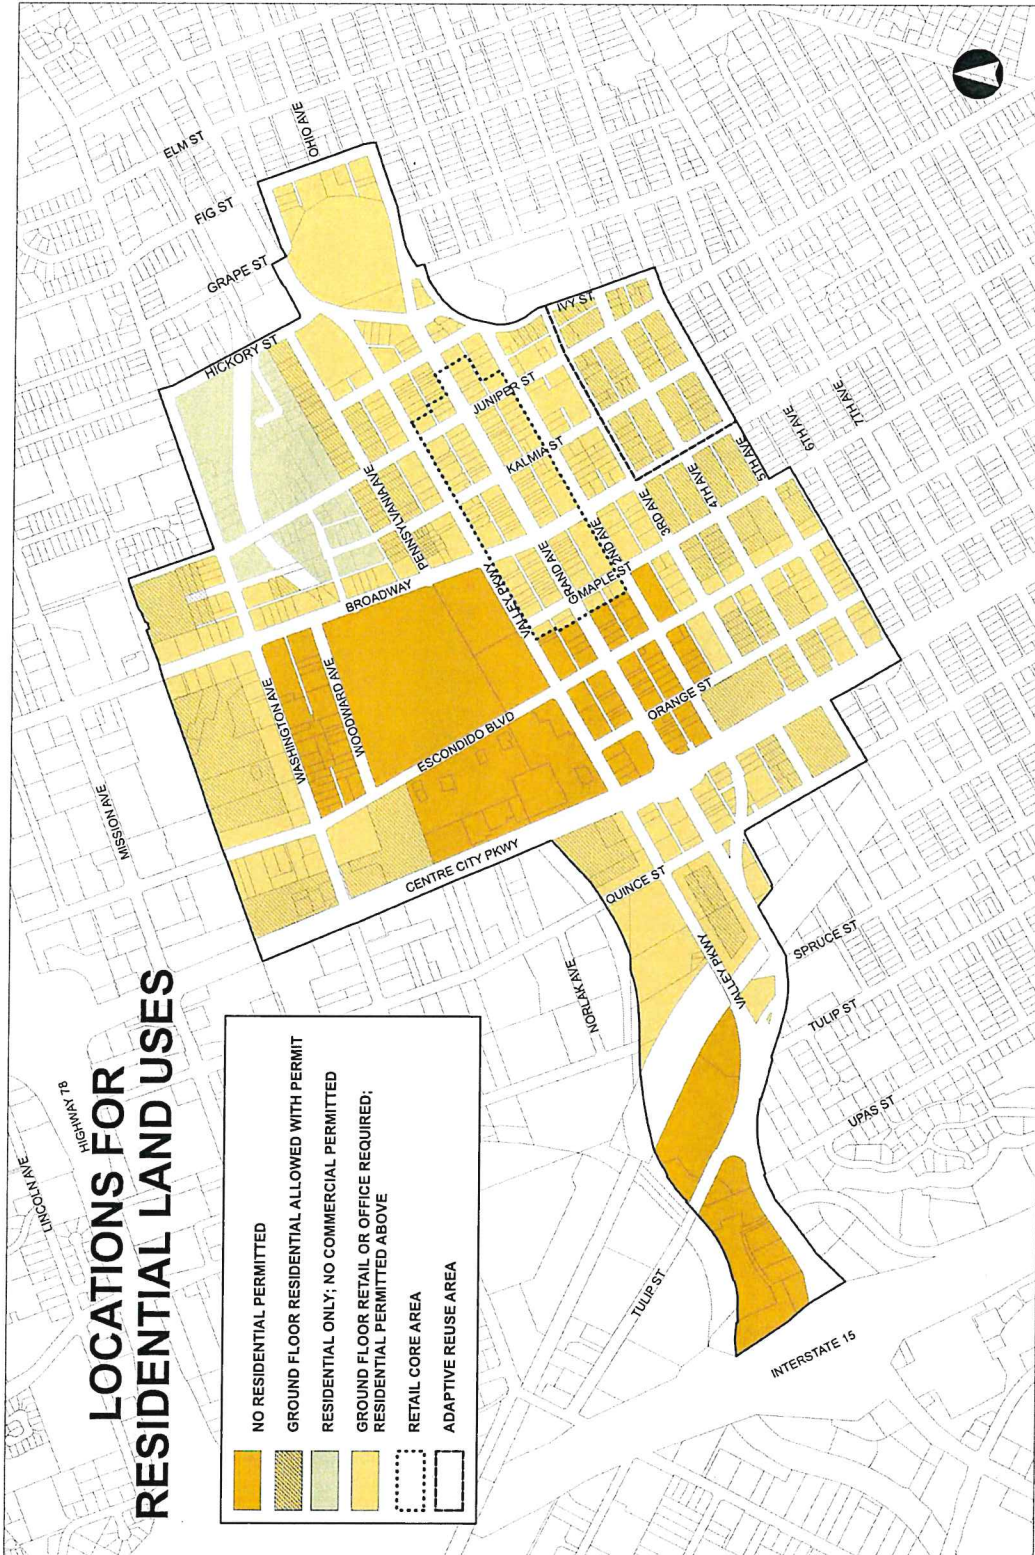 LOCATIONS FOR
RESIDENTIAL LAND USES
NO RESIDENTIAL PERMITTED
GROUND FLOOR RESIDENTIAL ALLOWED WITH PERMIT
RESIDENTIAL ONLY; NO COMMERCIAL PERMITTED
GROUND FLOOR RETAIL OR OFFICE REQUIRED;
RESIDENTIAL PERMITTED ABOVE
RETAIL CORE AREA
ADAPTIVE REUSE AREA
LINCOLN AVE
HIGHWAY 78
MISSION AVE
WASHINGTON AVE
WOODWARD AVE
BROADWAY
ESCONDIDO BLVD
CENTRE CITY PKWY
PENNSYLVANIA AVE
VALLEY PKWY
HICKORY ST
GRAPE ST
FIG ST
ELM ST
OHIO AVE
IVY ST
JUNIPER ST
KALMIA ST
GRAND AVE
MAPLE ST
2ND AVE
3RD AVE
4TH AVE
5TH AVE
6TH AVE
7TH AVE
ORANGE ST
QUINCE ST
NORLAK AVE
VALLEY PKWY
SPRUCE ST
TULIP ST
UPAS ST
TULIP ST
INTERSTATE 15